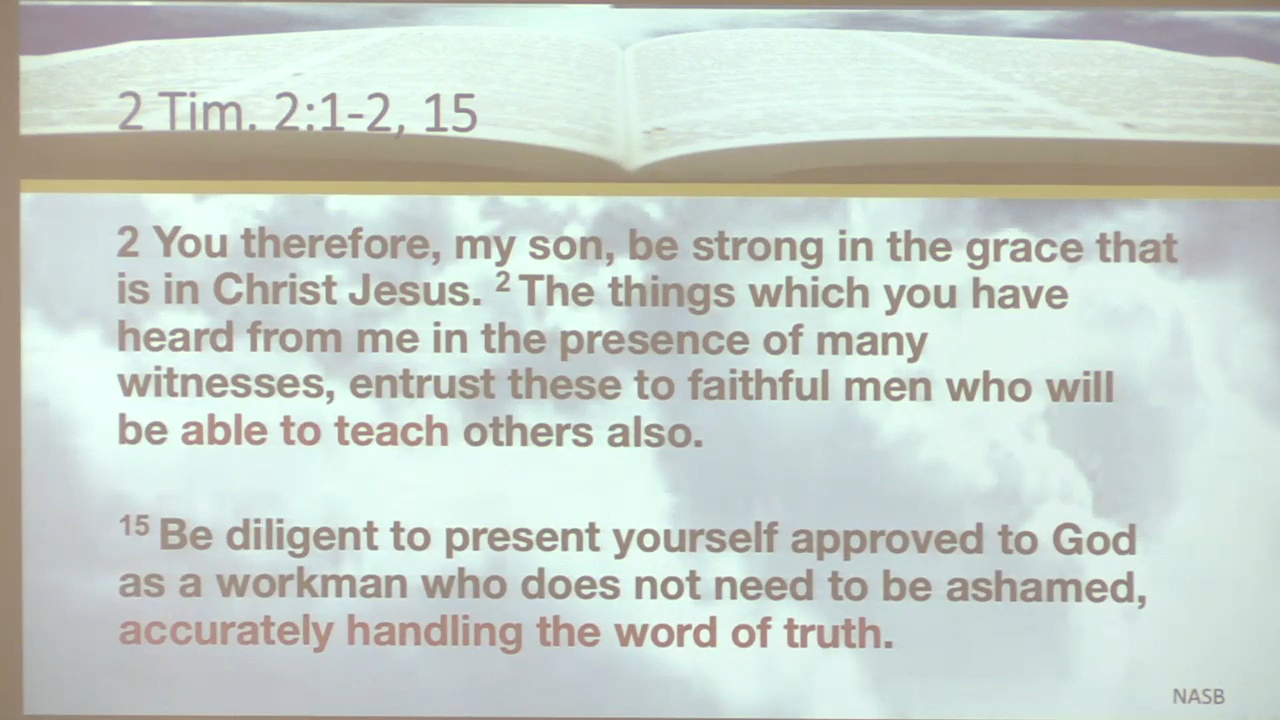 2 Tim. 2:1-2, 15
2 You therefore, my son, be strong in the grace that
is in Christ Jesus. 2 The things which you have
heard from me in the presence of many
witnesses, entrust these to faithful men who will
be able to teach others also.
15 Be diligent to present yourself approved to God
as a workman who does not need to be ashamed,
accurately handling the word of truth.
NASB